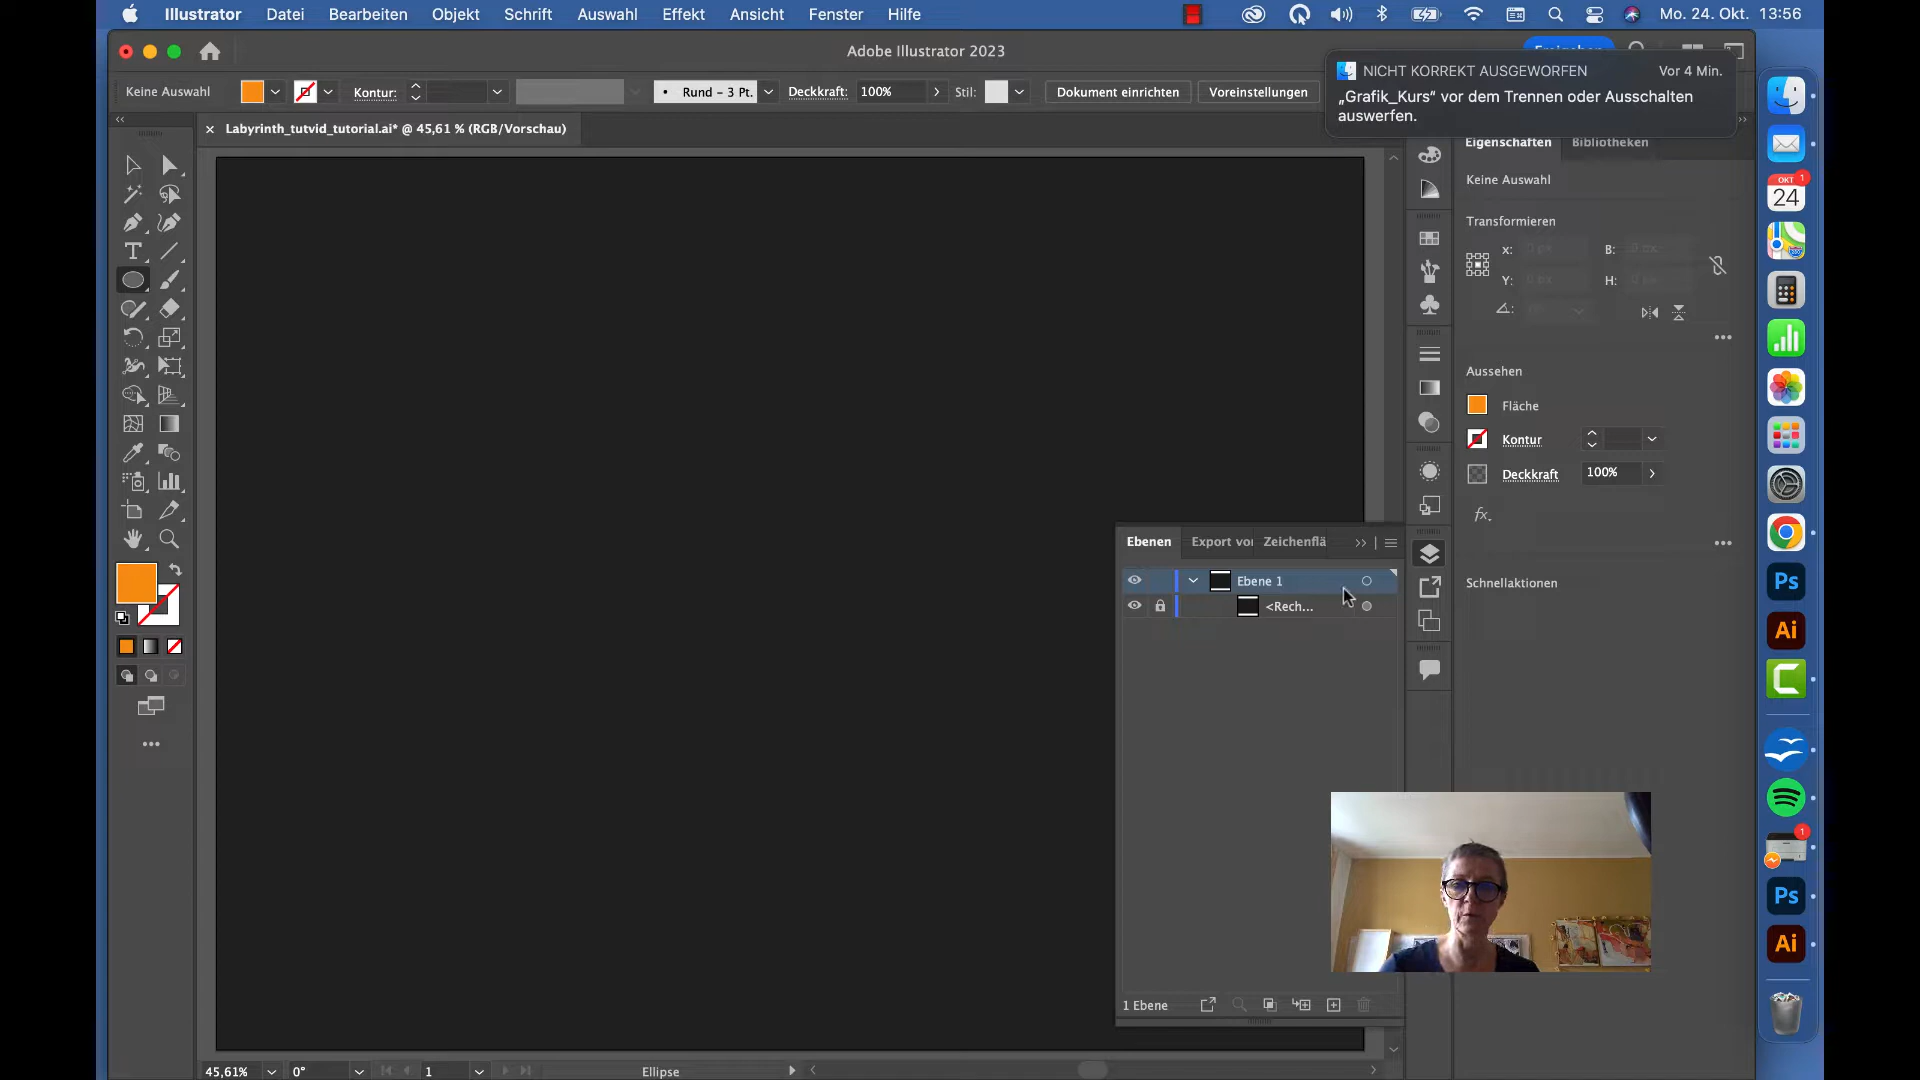 Illustrator Datei Bearbeiten Objekt Schrift Auswahl Effekt Ansicht Fenster Hilfe
Mo. 24. Okt. 13:56
Adobe Illustrator 2023
NICHT KORREKT AUSGEWORFEN Vor 4 Min.
„Grafik_Kurs“ vor dem Trennen oder Ausschalten
auswerfen.
Keine Auswahl
Kontur:
Rund - 3 Pt.
Deckkraft: 100%
Stil:
Dokument einrichten
Voreinstellungen
× Labyrinth_tutvid_tutorial.ai* @ 45,61 % (RGB/Vorschau)
Eigenschaften Bibliotheken
Keine Auswahl
Transformieren
X: B:
Y: H:
Aussehen
Fläche
Kontur
Deckkraft 100%
fx.
Schnellaktionen
Ebenen Export vor Zeichenflä
Ebene 1
<Rech...
1 Ebene
45,61% 0° 1 Ellipse
OKT 1
24
Ps
Ai
1
Ps
Ai